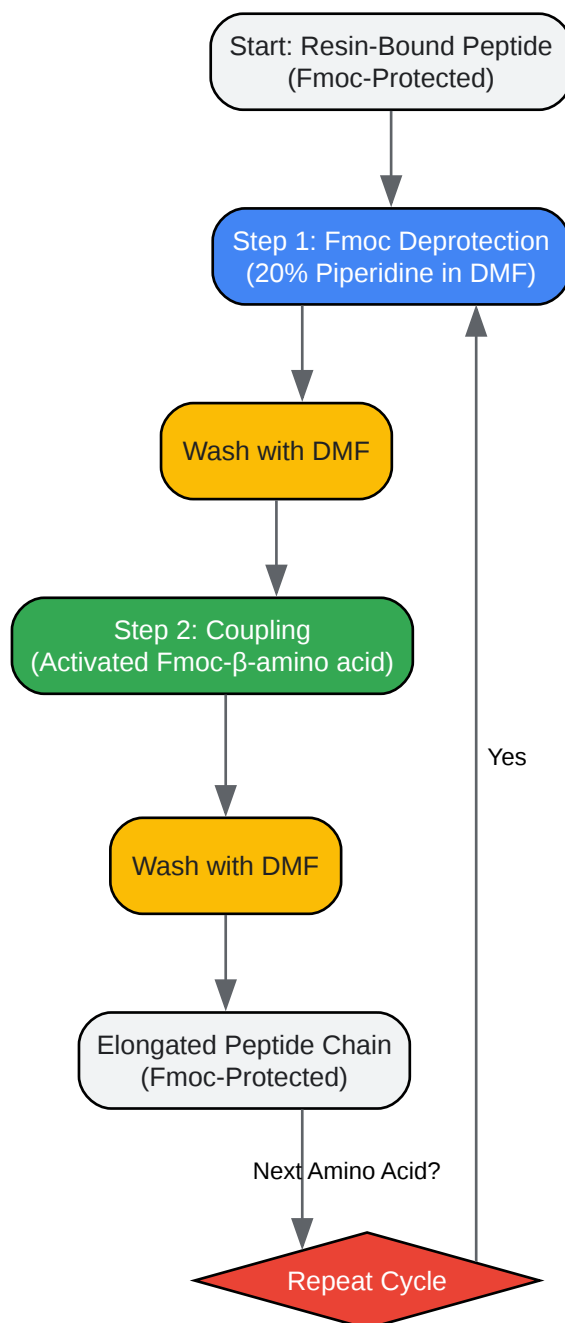 Start: Resin-Bound Peptide
(Fmoc-Protected)
Step 1: Fmoc Deprotection
(20% Piperidine in DMF)
Wash with DMF
Step 2: Coupling
(Activated Fmoc-β-amino acid)
Yes
Wash with DMF
Elongated Peptide Chain
(Fmoc-Protected)
Next Amino Acid?
Repeat Cycle